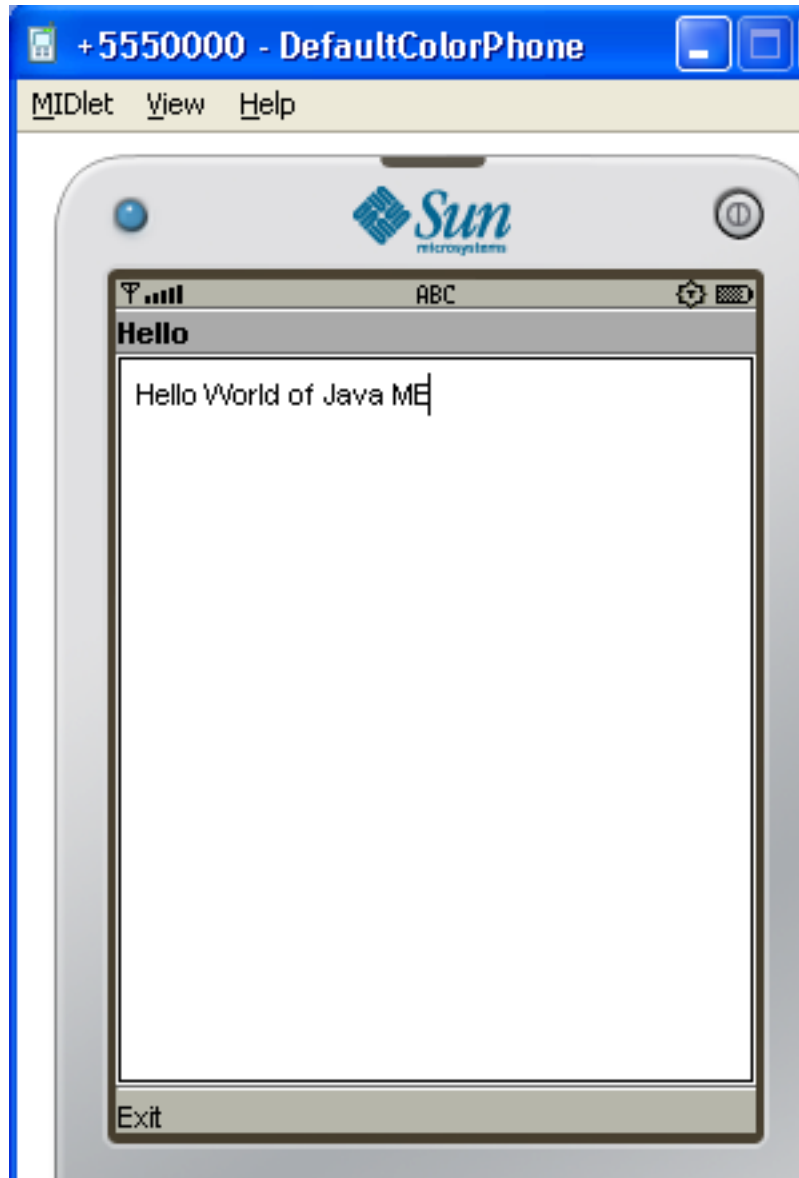 +5550000 - DefaultColorPhone
MIDlet View Help
Sun
microsystems
ABC
Hello
Hello World of Java ME
Exit